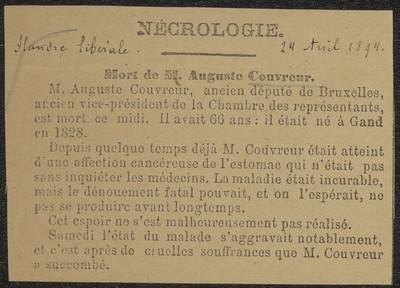 NÉCROLOGIE.
Flandre libérale. 24 Avril 1894.
Mort de M. Auguste Couvreur.
M. Auguste Couvreur, ancien député de Bruxelles,
ancien vice-président de la Chambre des représentants,
est mort ce midi. Il avait 66 ans : il était né à Gand
en 1828.
Depuis quelque temps déjà M. Couvreur était atteint
d'une affection cancéreuse de l'estomac qui n'était pas
sans inquiéter les médecins. La maladie était incurable,
mais le dénouement fatal pouvait, et on l'espérait, ne
pas se produire avant longtemps.
Cet espoir ne s'est malheureusement pas réalisé.
Samedi l'état du malade s'aggravait notablement,
et c'est après de cruelles souffrances que M. Couvreur
a succombé.